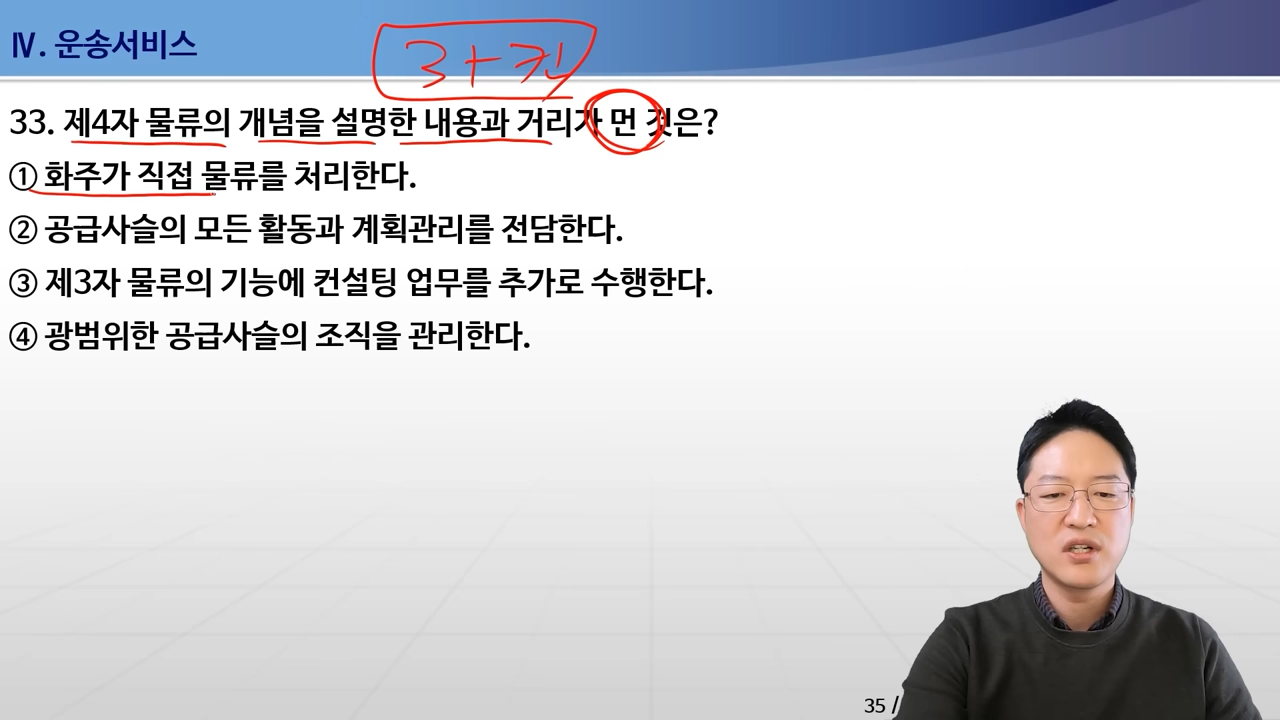 Ⅳ. 운송서비스
3+컨
33. 제4자 물류의 개념을 설명한 내용과 거리가 먼 것은?
① 화주가 직접 물류를 처리한다.
② 공급사슬의 모든 활동과 계획관리를 전담한다.
③ 제3자 물류의 기능에 컨설팅 업무를 추가로 수행한다.
④ 광범위한 공급사슬의 조직을 관리한다.
35 /